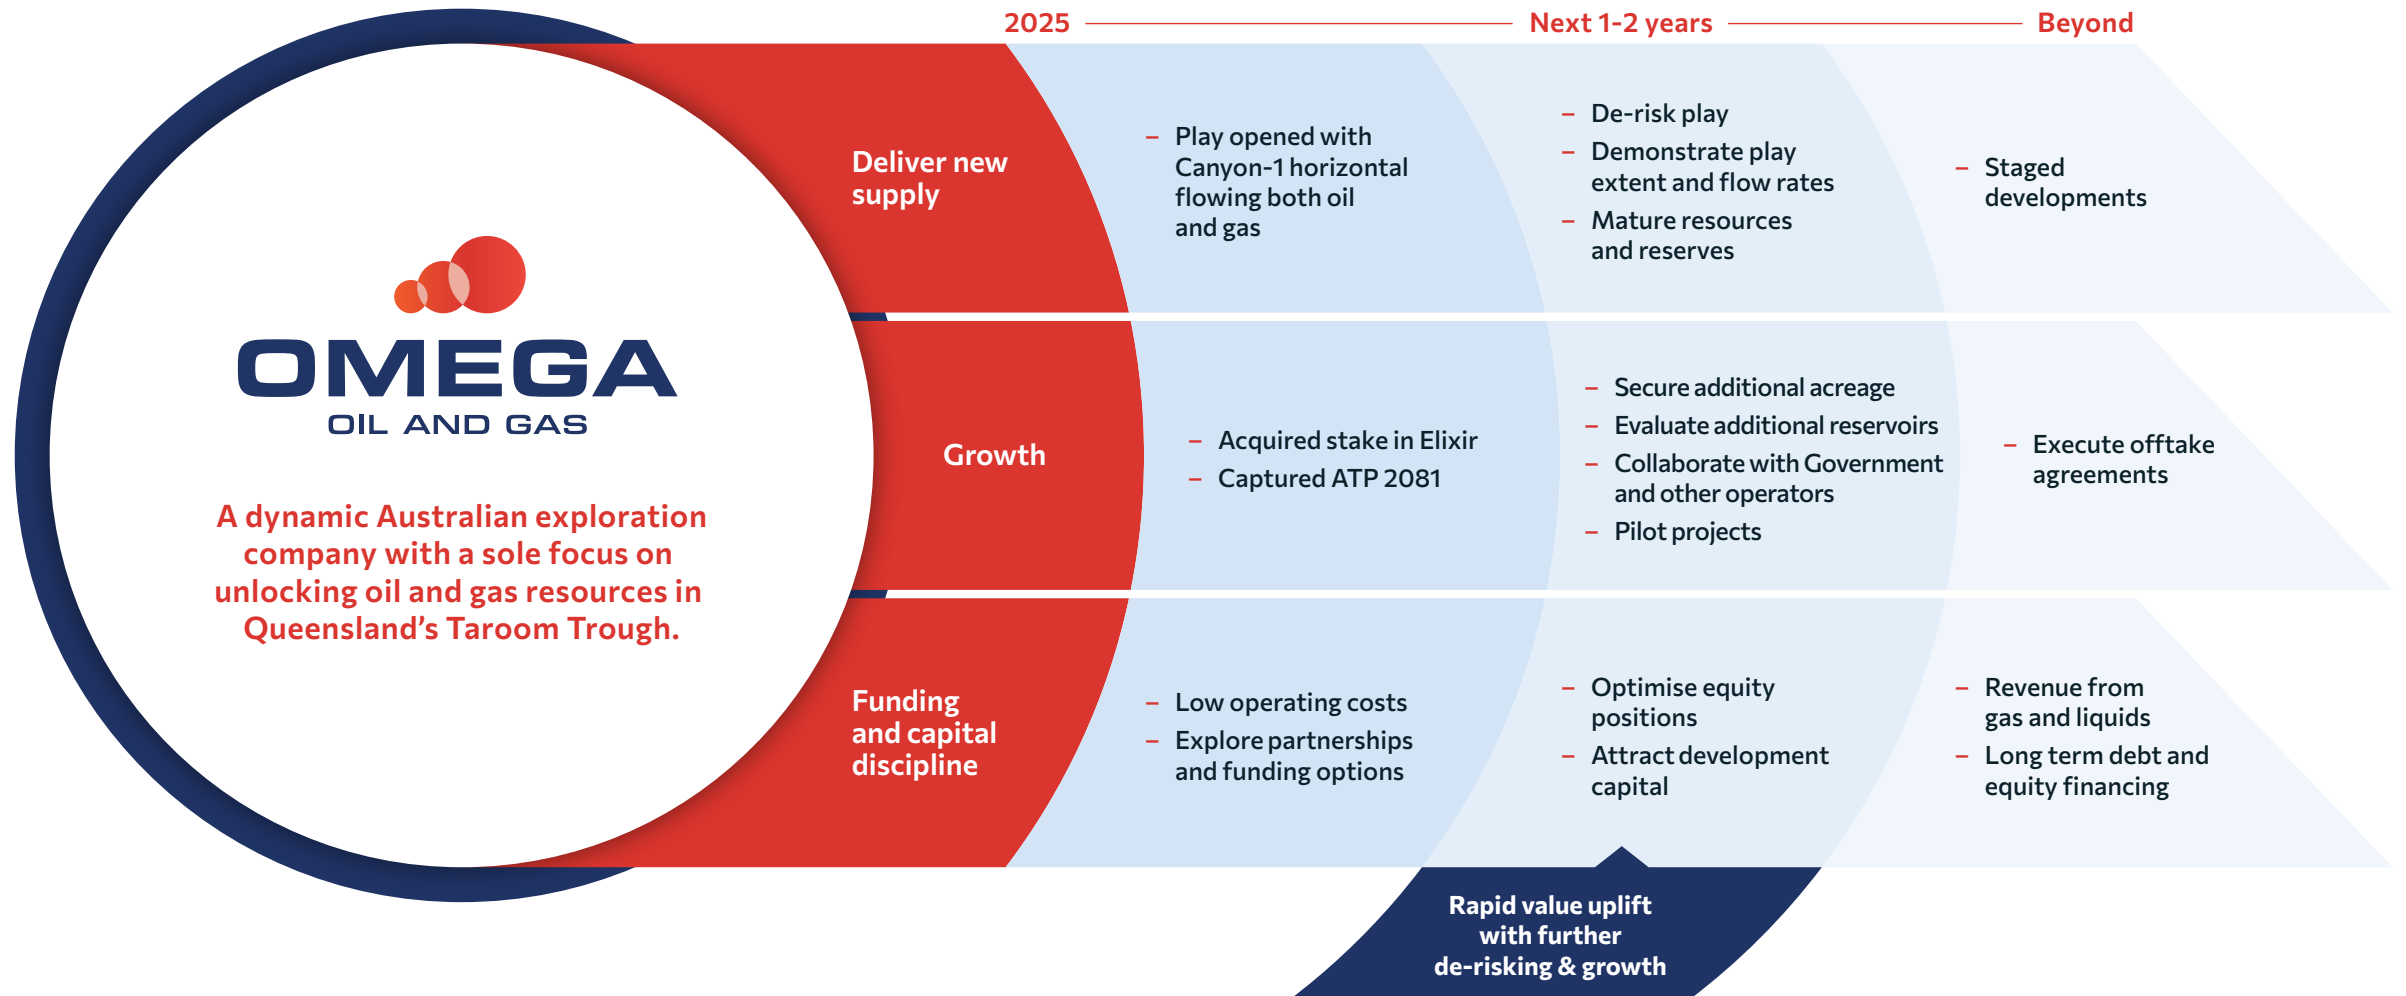 2025
Next 1-2 years
Beyond
OMEGA
OIL AND GAS
A dynamic Australian exploration
company with a sole focus on
unlocking oil and gas resources in
Queensland’s Taroom Trough.
Deliver new
supply
– Play opened with
Canyon-1 horizontal
flowing both oil
and gas
– De-risk play
– Demonstrate play
extent and flow rates
– Mature resources
and reserves
– Staged
developments
Growth
– Acquired stake in Elixir
– Captured ATP 2081
– Secure additional acreage
– Evaluate additional reservoirs
– Collaborate with Government
and other operators
– Pilot projects
– Execute offtake
agreements
Funding
and capital
discipline
– Low operating costs
– Explore partnerships
and funding options
– Optimise equity
positions
– Attract development
capital
– Revenue from
gas and liquids
– Long term debt and
equity financing
Rapid value uplift
with further
de-risking & growth